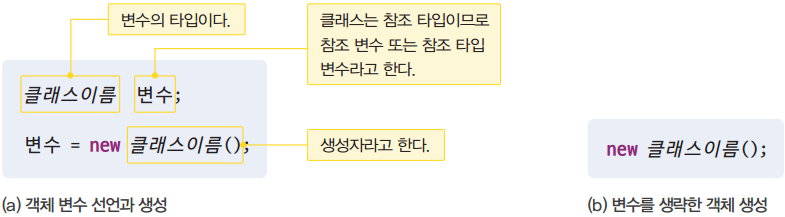 변수의 타입이다.
클래스는 참조 타입이므로
참조 변수 또는 참조 타입
변수라고 한다.
클래스이름 변수;
변수 = new 클래스이름();
생성자라고 한다.
(a) 객체 변수 선언과 생성
new 클래스이름();
(b) 변수를 생략한 객체 생성